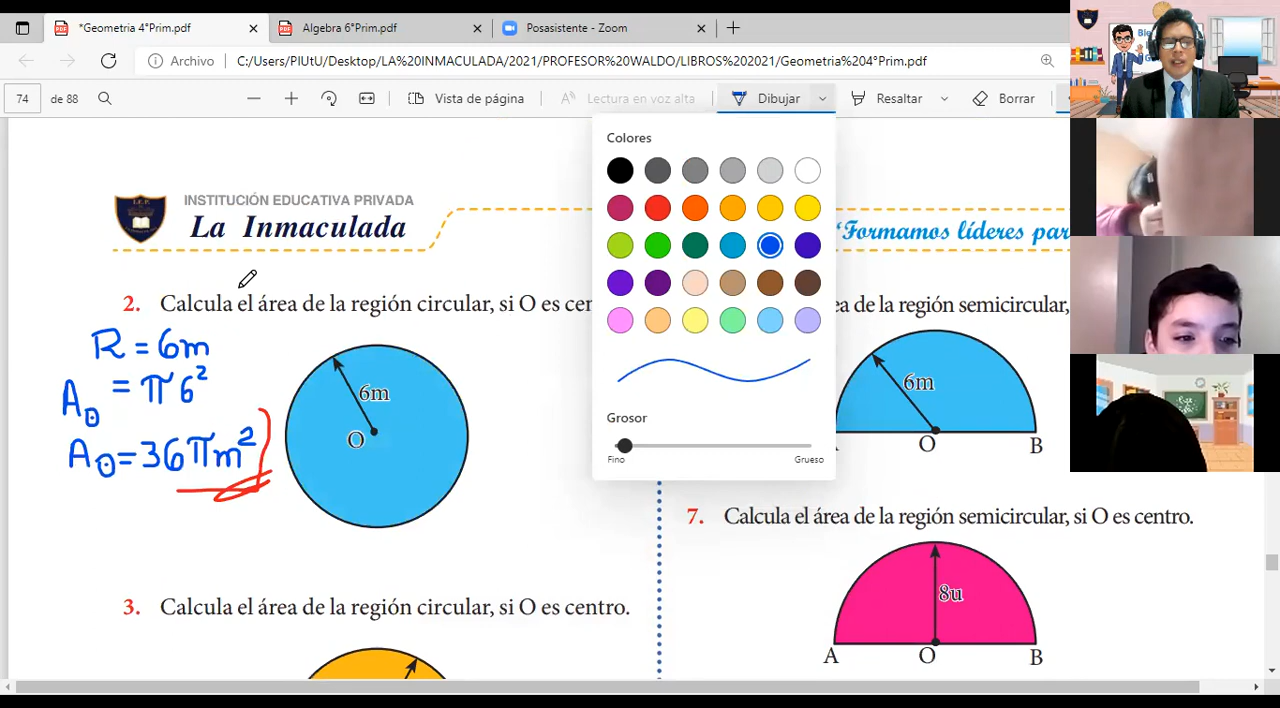 *Geometria 4°Prim.pdf
Algebra 6°Prim.pdf
Posasistente - Zoom
Archivo
C:/Users/PIUtU/Desktop/LA%20INMACULADA/2021/PROFESOR%20WALDO/LIBROS%202021/Geometria%204°Prim.pdf
74 de 88
Vista de página
Lectura en voz alta
Dibujar
Resaltar
Borrar
Colores
Grosor
Fino
Grueso
INSTITUCIÓN EDUCATIVA PRIVADA
La Inmaculada
"Formamos líderes par
2. Calcula el área de la región circular, si O es cen
R = 6m
A = π6²
A = 36πm²
6m
O
3. Calcula el área de la región circular, si O es centro.
ea de la región semicircular,
6m
O
B
7. Calcula el área de la región semicircular, si O es centro.
8u
A
O
B